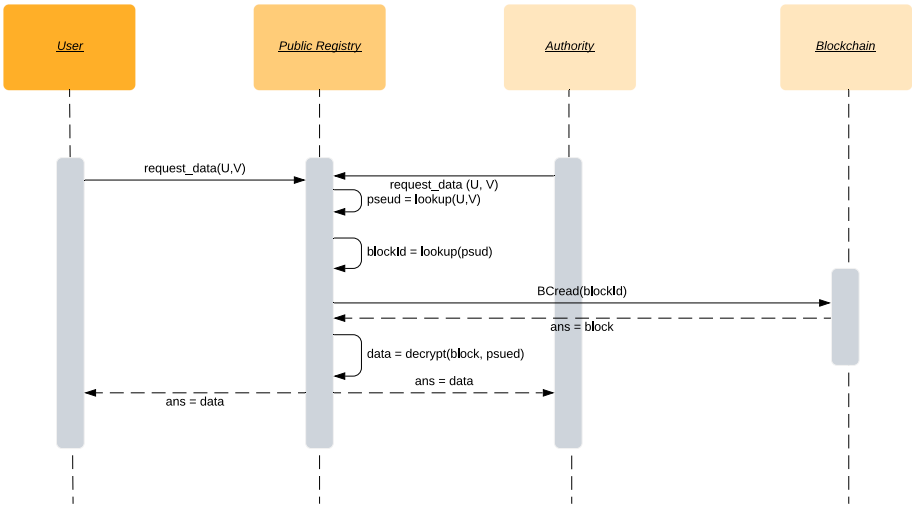 User
Public Registry
Authority
Blockchain
request_data(U,V)
request_data (U, V)
pseud = lookup(U,V)
blockId = lookup(psud)
BCread(blockId)
ans = block
data = decrypt(block, psued)
ans = data
ans = data